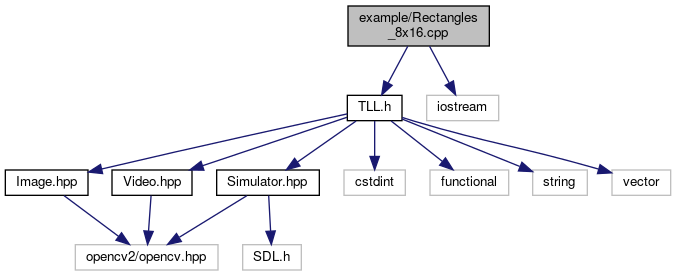 example/Rectangles
_8x16.cpp
TLL.h
iostream
Image.hpp
Video.hpp
Simulator.hpp
cstdint
functional
string
vector
opencv2/opencv.hpp
SDL.h